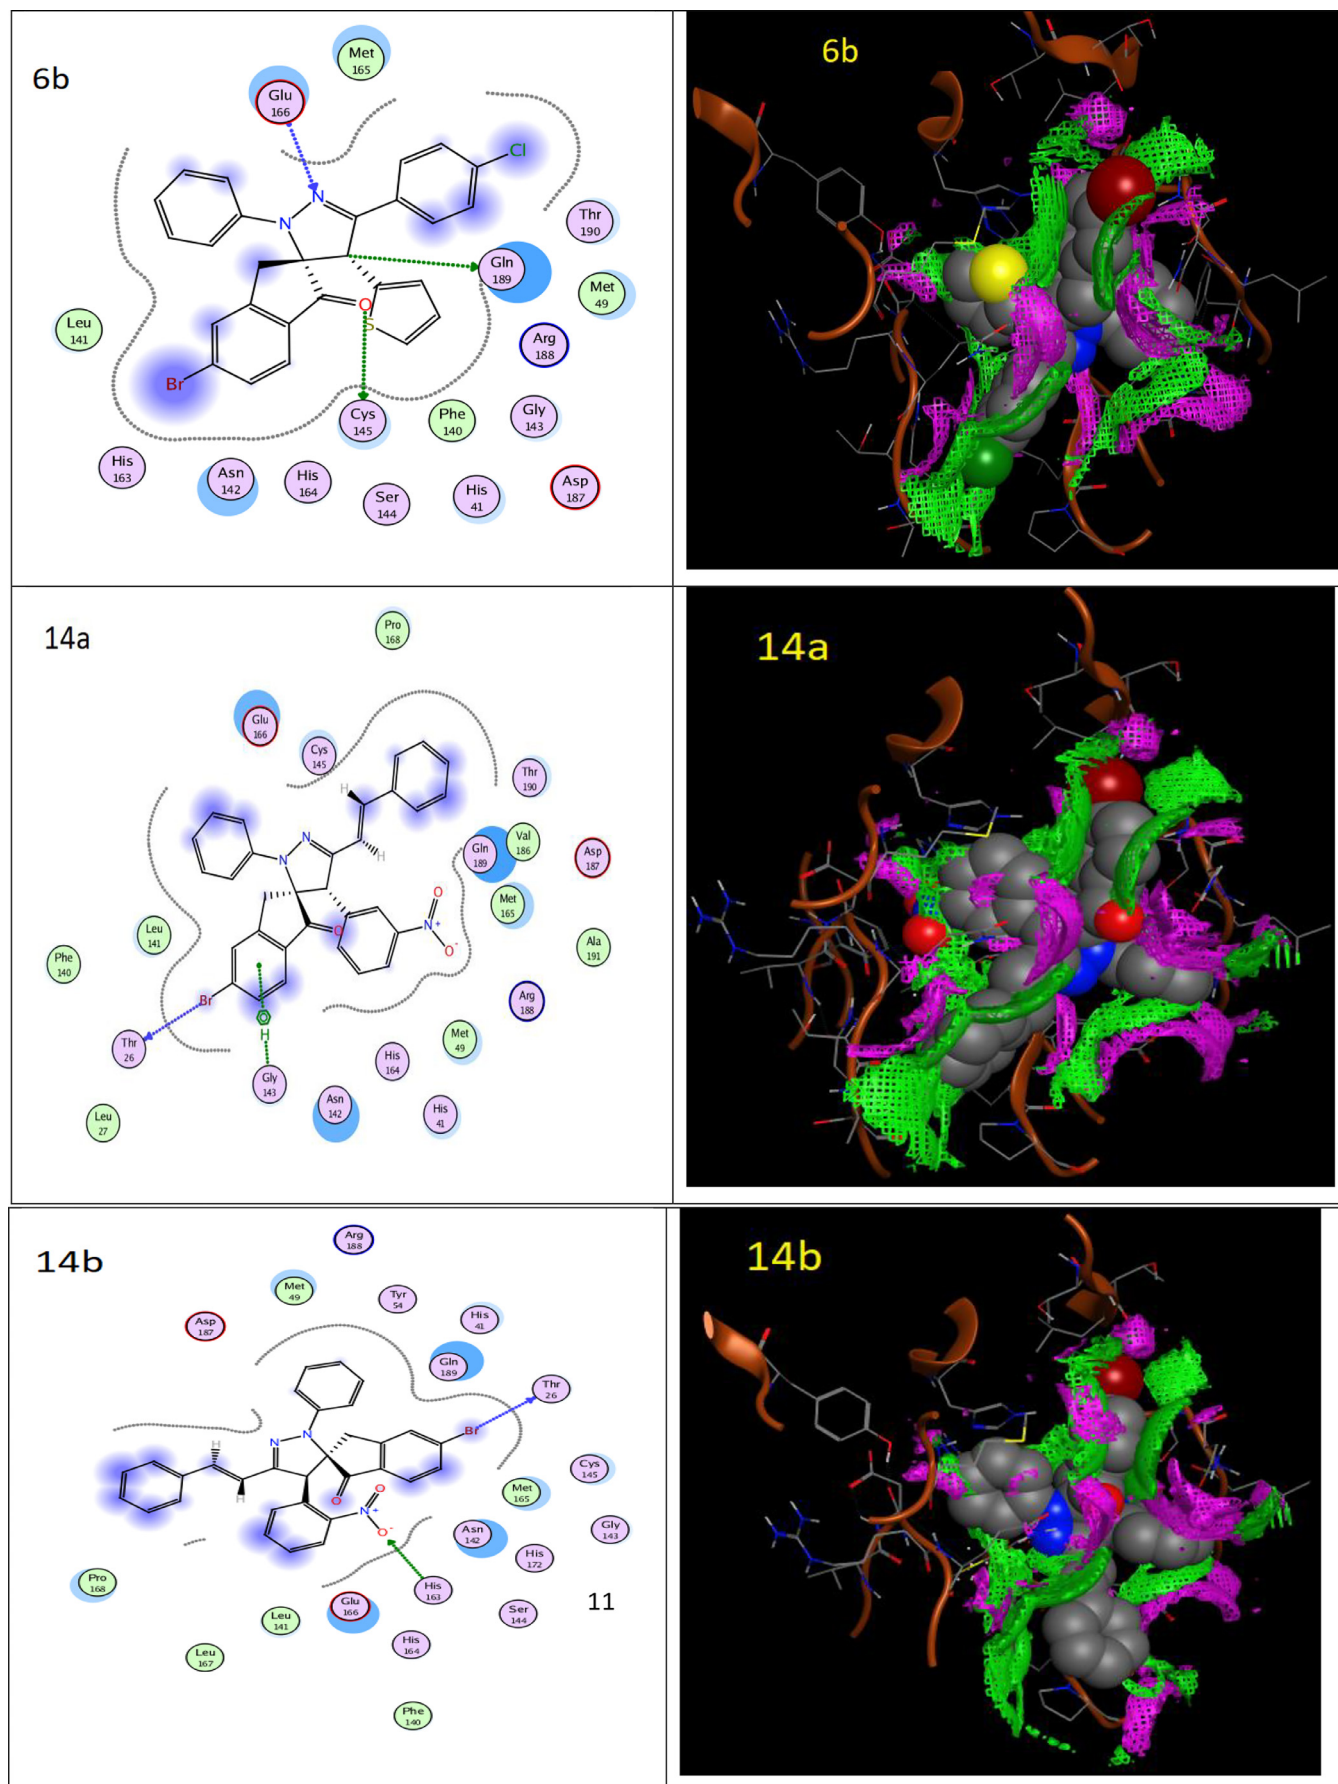 6b
Met
165
Glu
166
Cl
N
N
Thr
190
Gln
189
Met
49
O
S
Leu
141
Arg
188
Br
Cys
145
Phe
140
Gly
143
His
163
Asn
142
His
164
Ser
144
His
41
Asp
187
6b
14a
Pro
168
Glu
166
Cys
145
Thr
190
H
N
N
H
Gln
189
Val
186
Asp
187
Met
165
O
N+
O-
O
Leu
141
Phe
140
Ala
191
Br
Arg
188
Thr
26
H
Met
49
His
164
Gly
143
Asn
142
His
41
Leu
27
14a
14b
Arg
188
Met
49
Tyr
54
Asp
187
His
41
Gln
189
Thr
26
Br
H
N
N
H
O
O
N+
O-
Cys
145
Met
165
Asn
142
Gly
143
His
172
Pro
168
His
163
Glu
166
11
Leu
141
Ser
144
His
164
Leu
167
Phe
140
14b